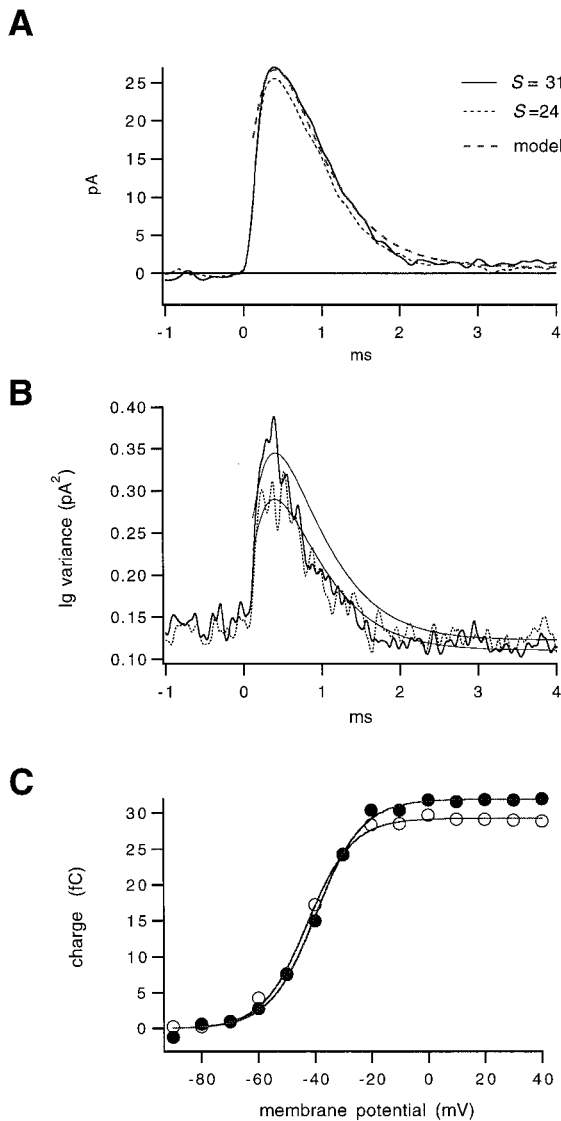 A
25
20
15
10
5
0
pA
S = 31
S =24
model
-1 0 1 2 3 4
ms
B
0.40
0.35
0.30
0.25
0.20
0.15
0.10
Ig variance (pA²)
-1 0 1 2 3 4
ms
C
30
25
20
15
10
5
0
charge (fC)
-80 -60 -40 -20 0 20 40
membrane potential (mV)